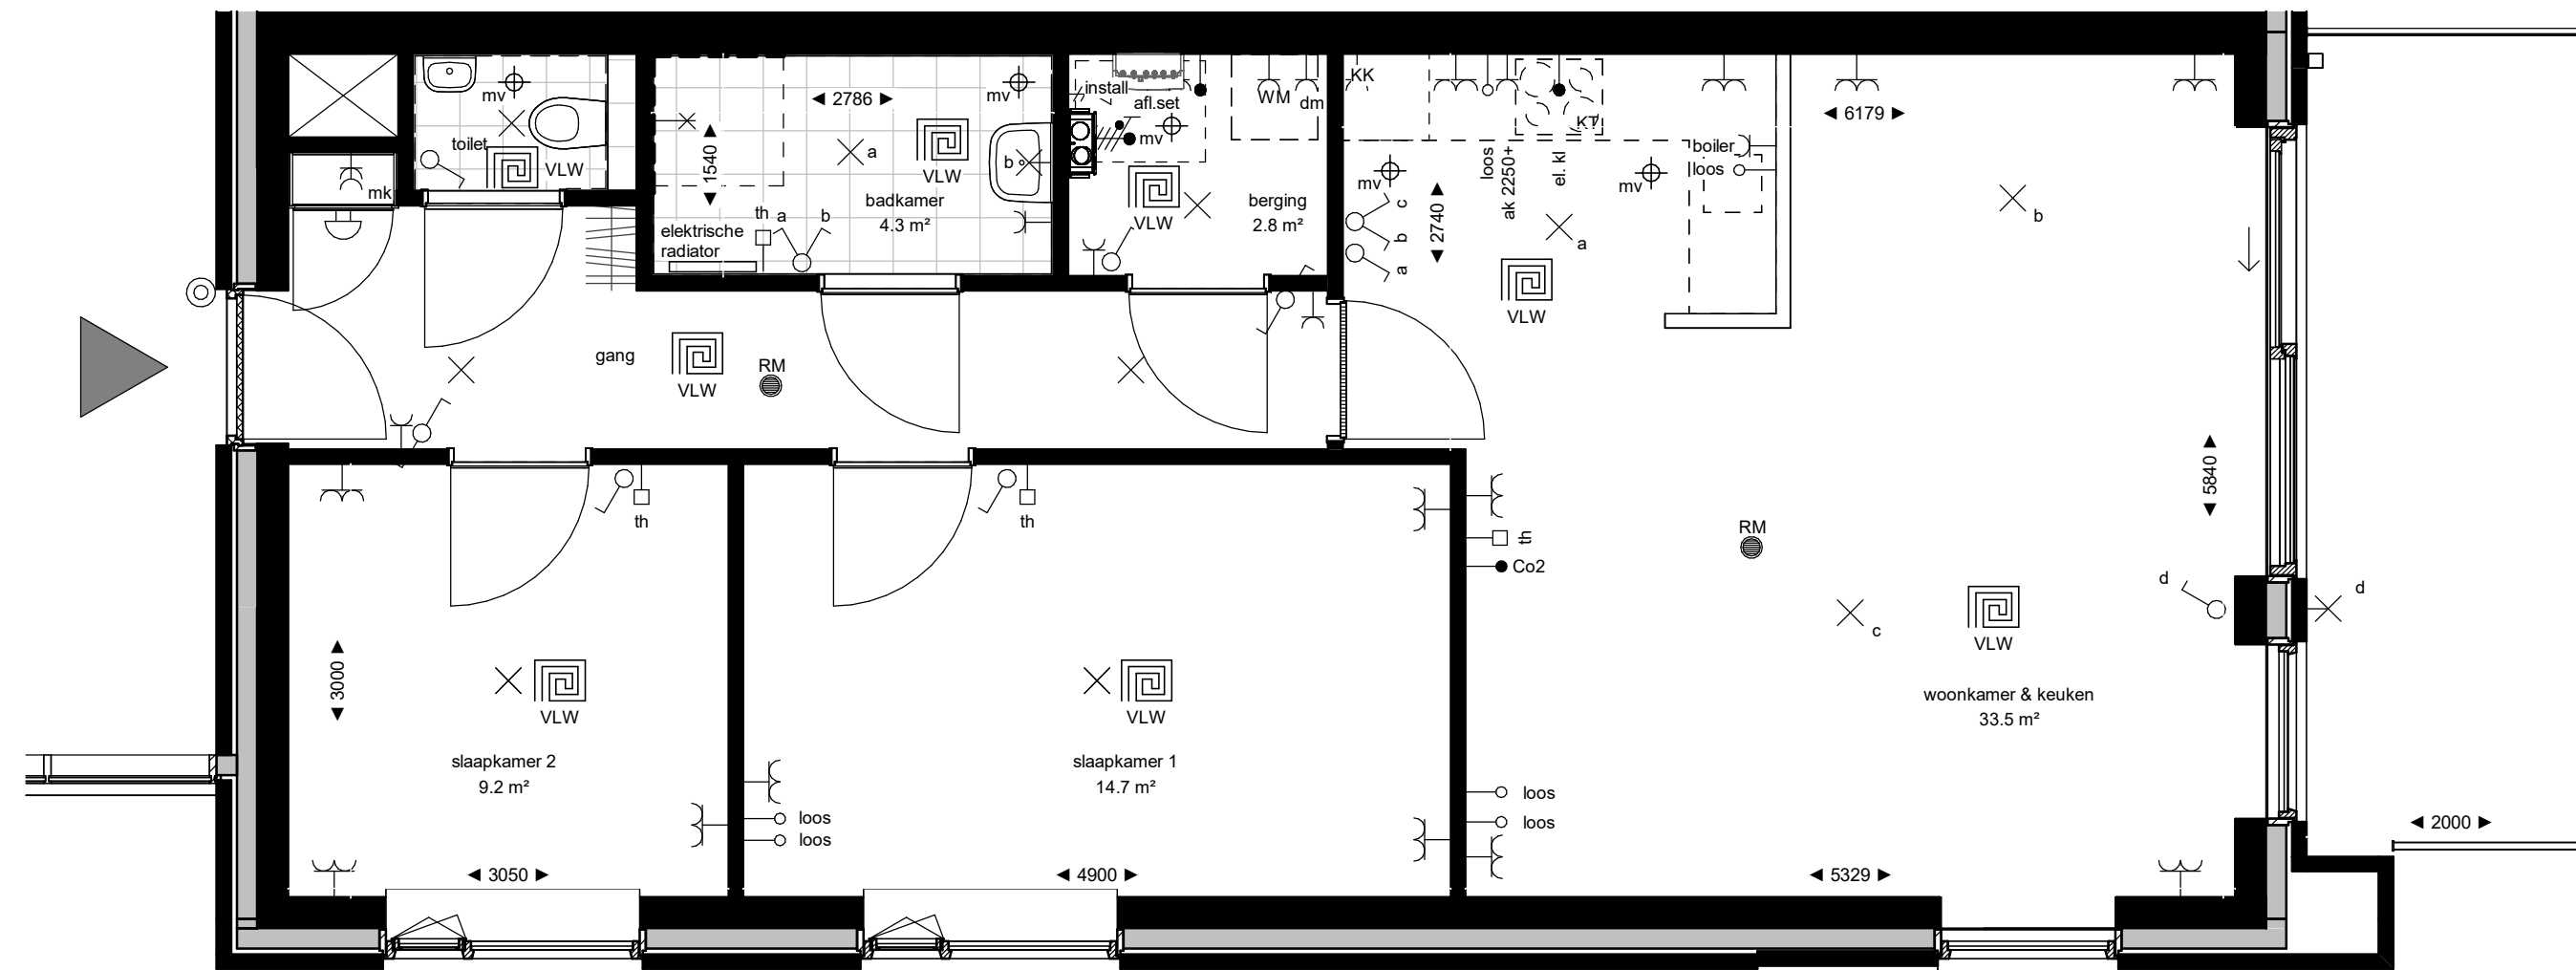 mv
toilet
VLW
mk
2786
1540
mv
a
b
VLW
badkamer
4.3 m²
th
a
b
elektrische
radiator
install
afl.set
mv
WM
dm
VLW
berging
2.8 m²
KK
KT
6179
loos
ak 2250+
el. kl
boiler
loos
mv
mv
c
b
a
2740
a
b
VLW
gang
VLW
RM
th
th
th
Co2
RM
5840
d
d
c
VLW
woonkamer & keuken
33.5 m²
3000
VLW
slaapkamer 2
9.2 m²
VLW
slaapkamer 1
14.7 m²
loos
loos
loos
loos
3050
4900
5329
2000